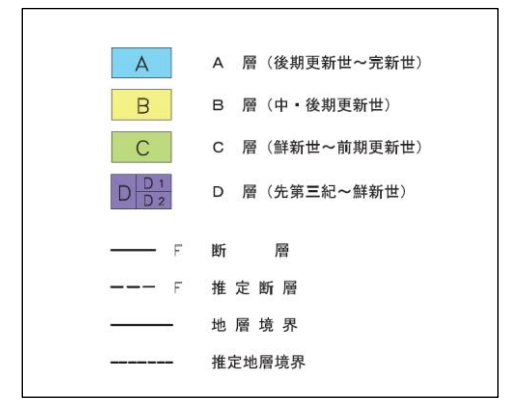 A A 層（後期更新世～完新世）
B B 層（中・後期更新世）
C C 層（鮮新世～前期更新世）
D D1 D2 D 層（先第三紀～鮮新世）
F 断 層
F 推定断層
地層境界
推定地層境界